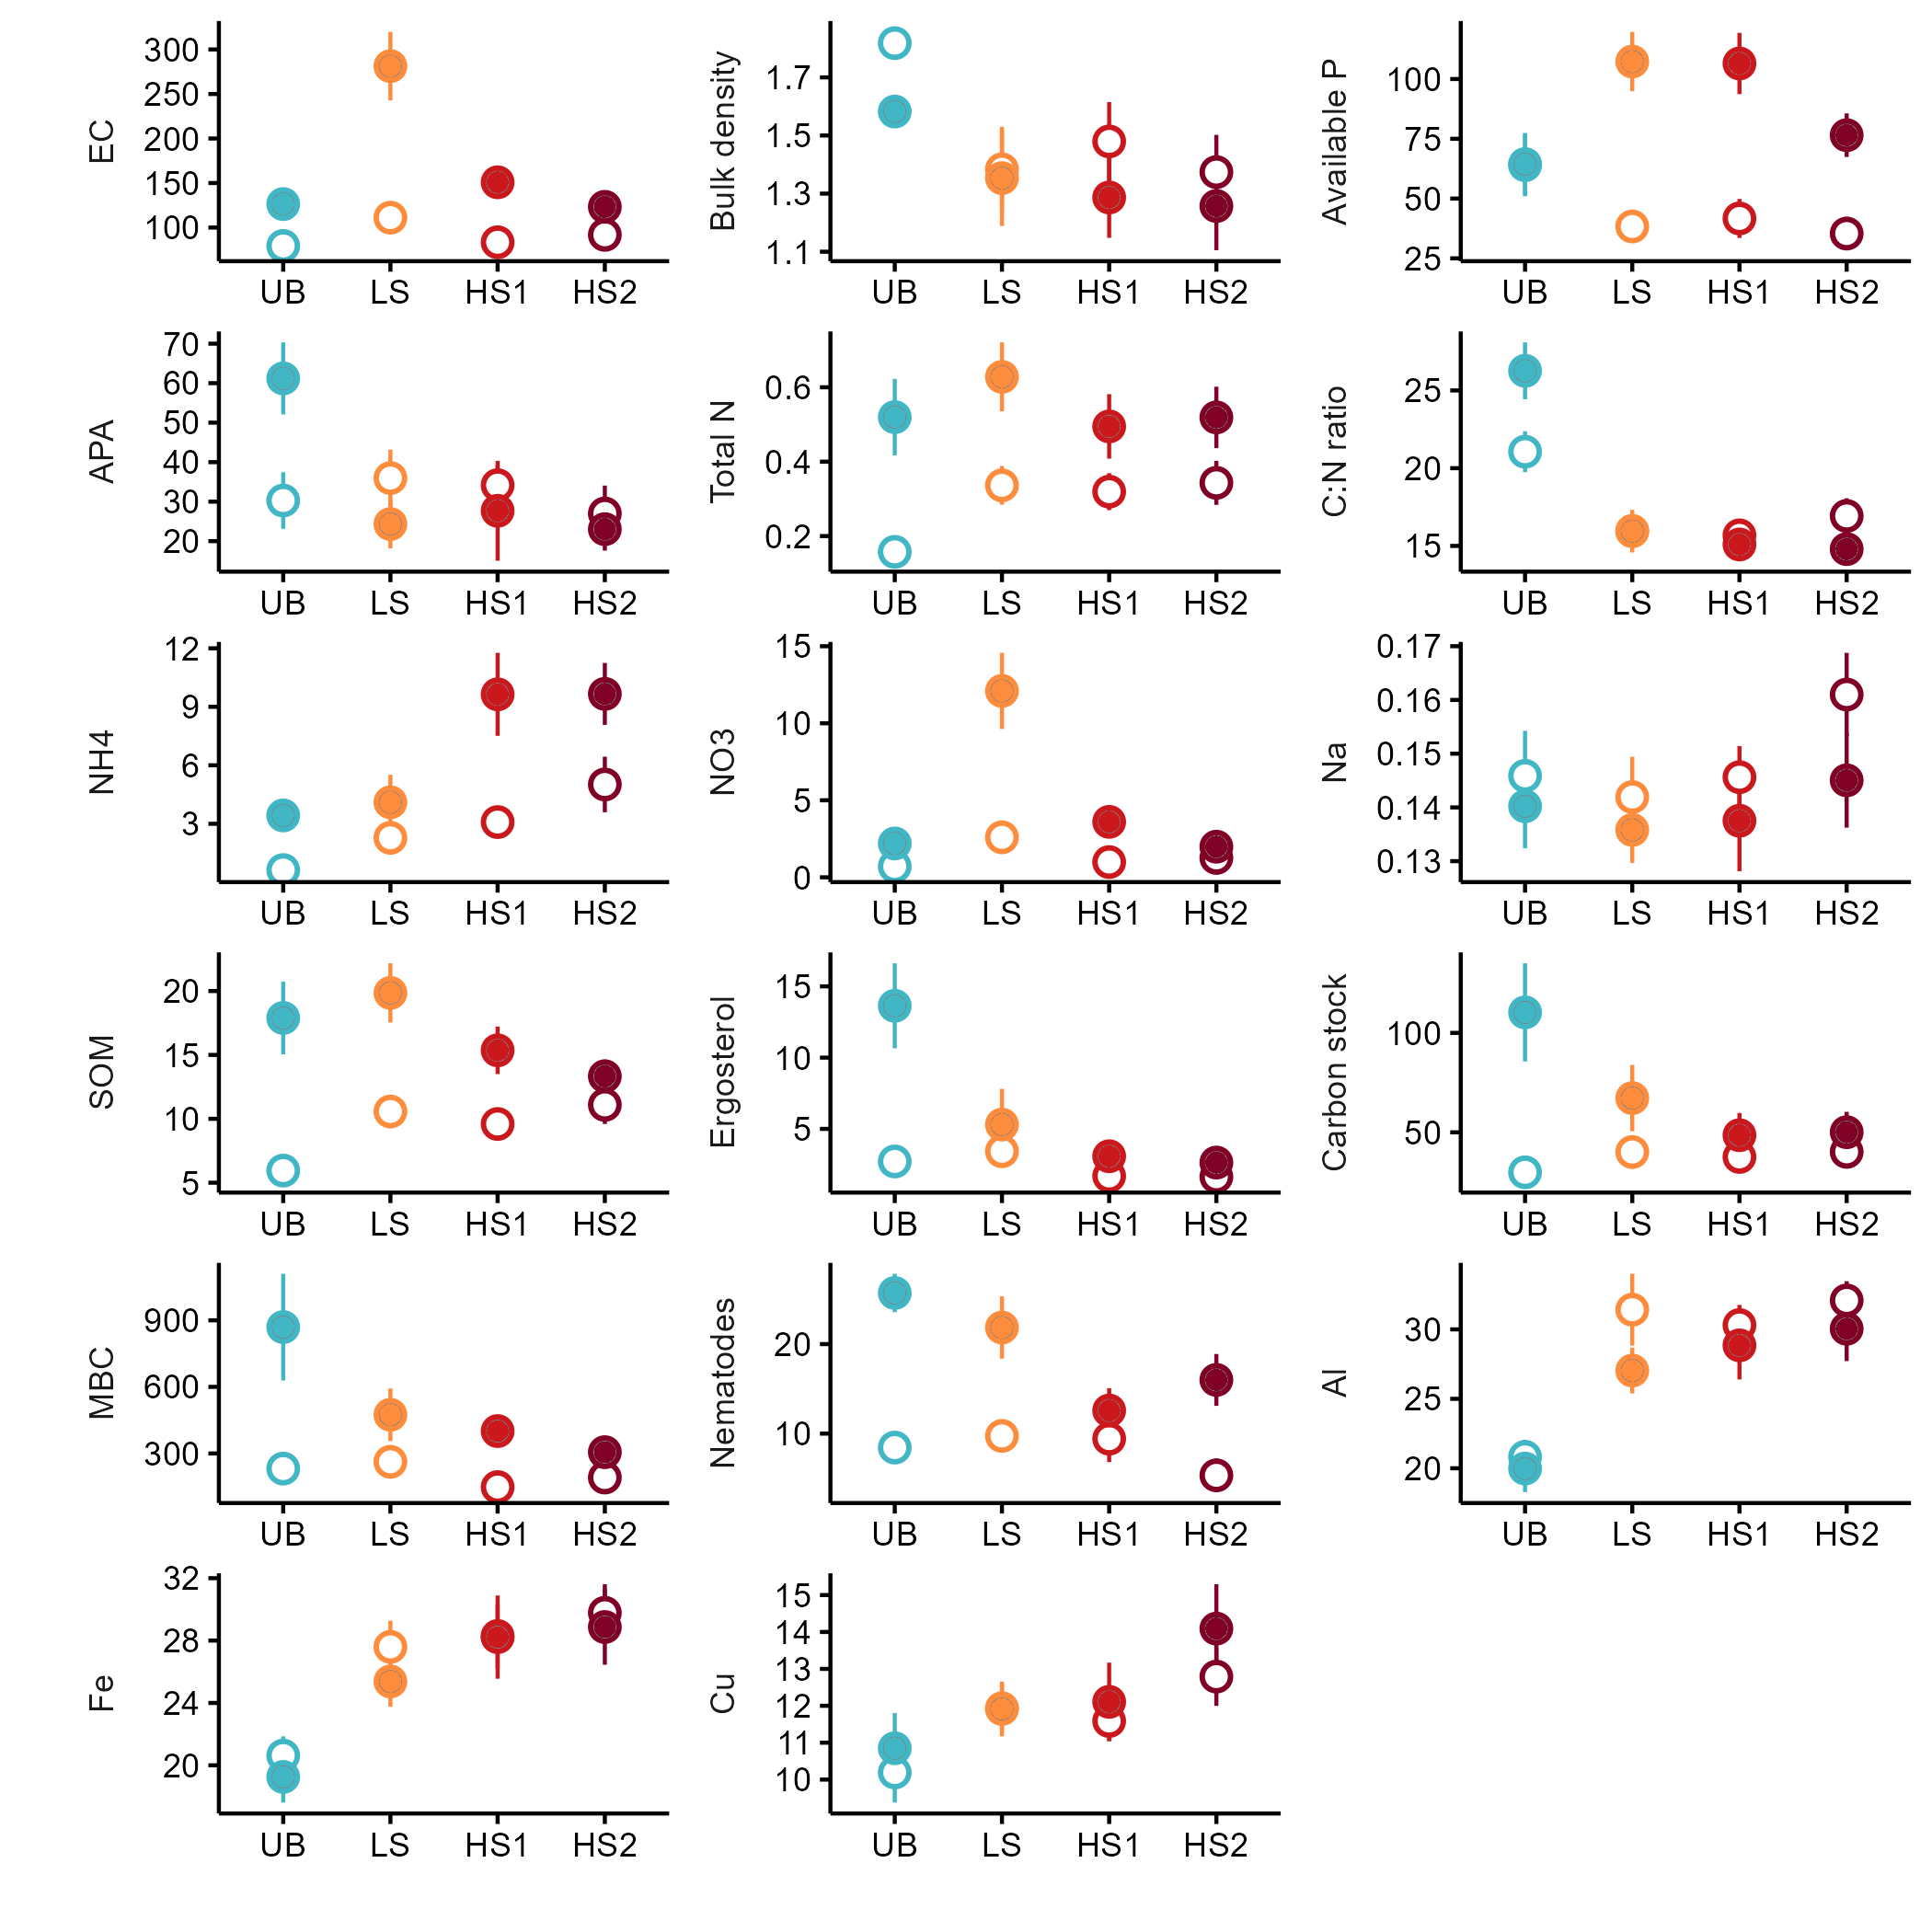 EC
300
250
200
150
100
UB LS HS1 HS2
Bulk density
1.7
1.5
1.3
1.1
UB LS HS1 HS2
Available P
100
75
50
25
UB LS HS1 HS2
APA
70
60
50
40
30
20
UB LS HS1 HS2
Total N
0.6
0.4
0.2
UB LS HS1 HS2
C:N ratio
25
20
15
UB LS HS1 HS2
NH4
12
9
6
3
UB LS HS1 HS2
NO3
15
10
5
0
UB LS HS1 HS2
Na
0.17
0.16
0.15
0.14
0.13
UB LS HS1 HS2
SOM
20
15
10
5
UB LS HS1 HS2
Ergosterol
15
10
5
UB LS HS1 HS2
Carbon stock
100
50
UB LS HS1 HS2
MBC
900
600
300
UB LS HS1 HS2
Nematodes
20
10
UB LS HS1 HS2
Al
30
25
20
UB LS HS1 HS2
Fe
32
28
24
20
UB LS HS1 HS2
Cu
15
14
13
12
11
10
UB LS HS1 HS2